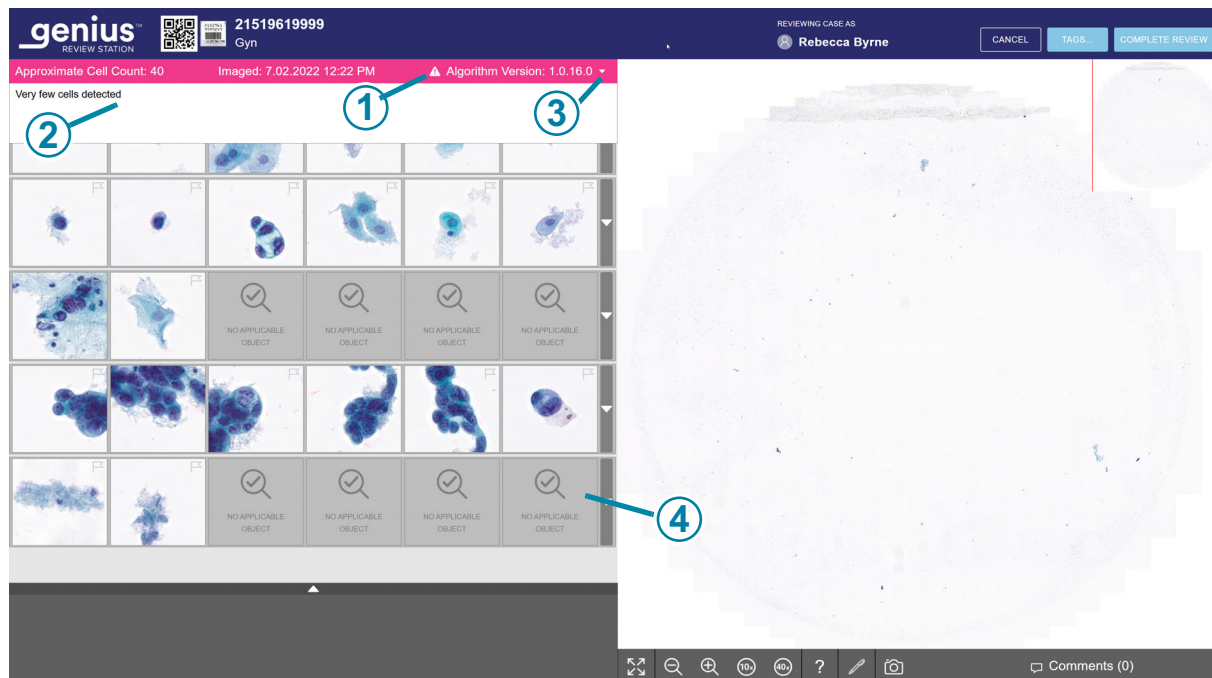 genius™
REVIEW STATION
21519619999
Gyn
REVIEWING CASE AS
Rebecca Byrne
CANCEL
TAGS...
COMPLETE REVIEW
Approximate Cell Count: 40
Imaged: 7.02.2022 12:22 PM
Algorithm Version: 1.0.16.0
Very few cells detected
1
2
3
NO APPLICABLE
OBJECT
NO APPLICABLE
OBJECT
NO APPLICABLE
OBJECT
NO APPLICABLE
OBJECT
NO APPLICABLE
OBJECT
NO APPLICABLE
OBJECT
NO APPLICABLE
OBJECT
NO APPLICABLE
OBJECT
4
10x
40x
?
Comments (0)